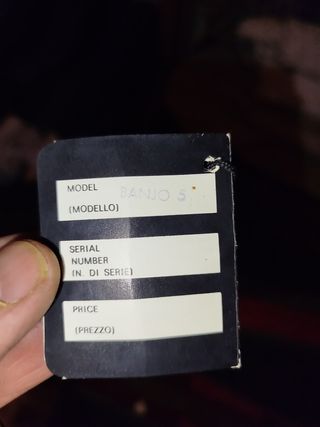 MODEL BANJO 5
(MODELLO)
SERIAL
NUMBER
(N. DI SERIE)
PRICE
(PREZZO)